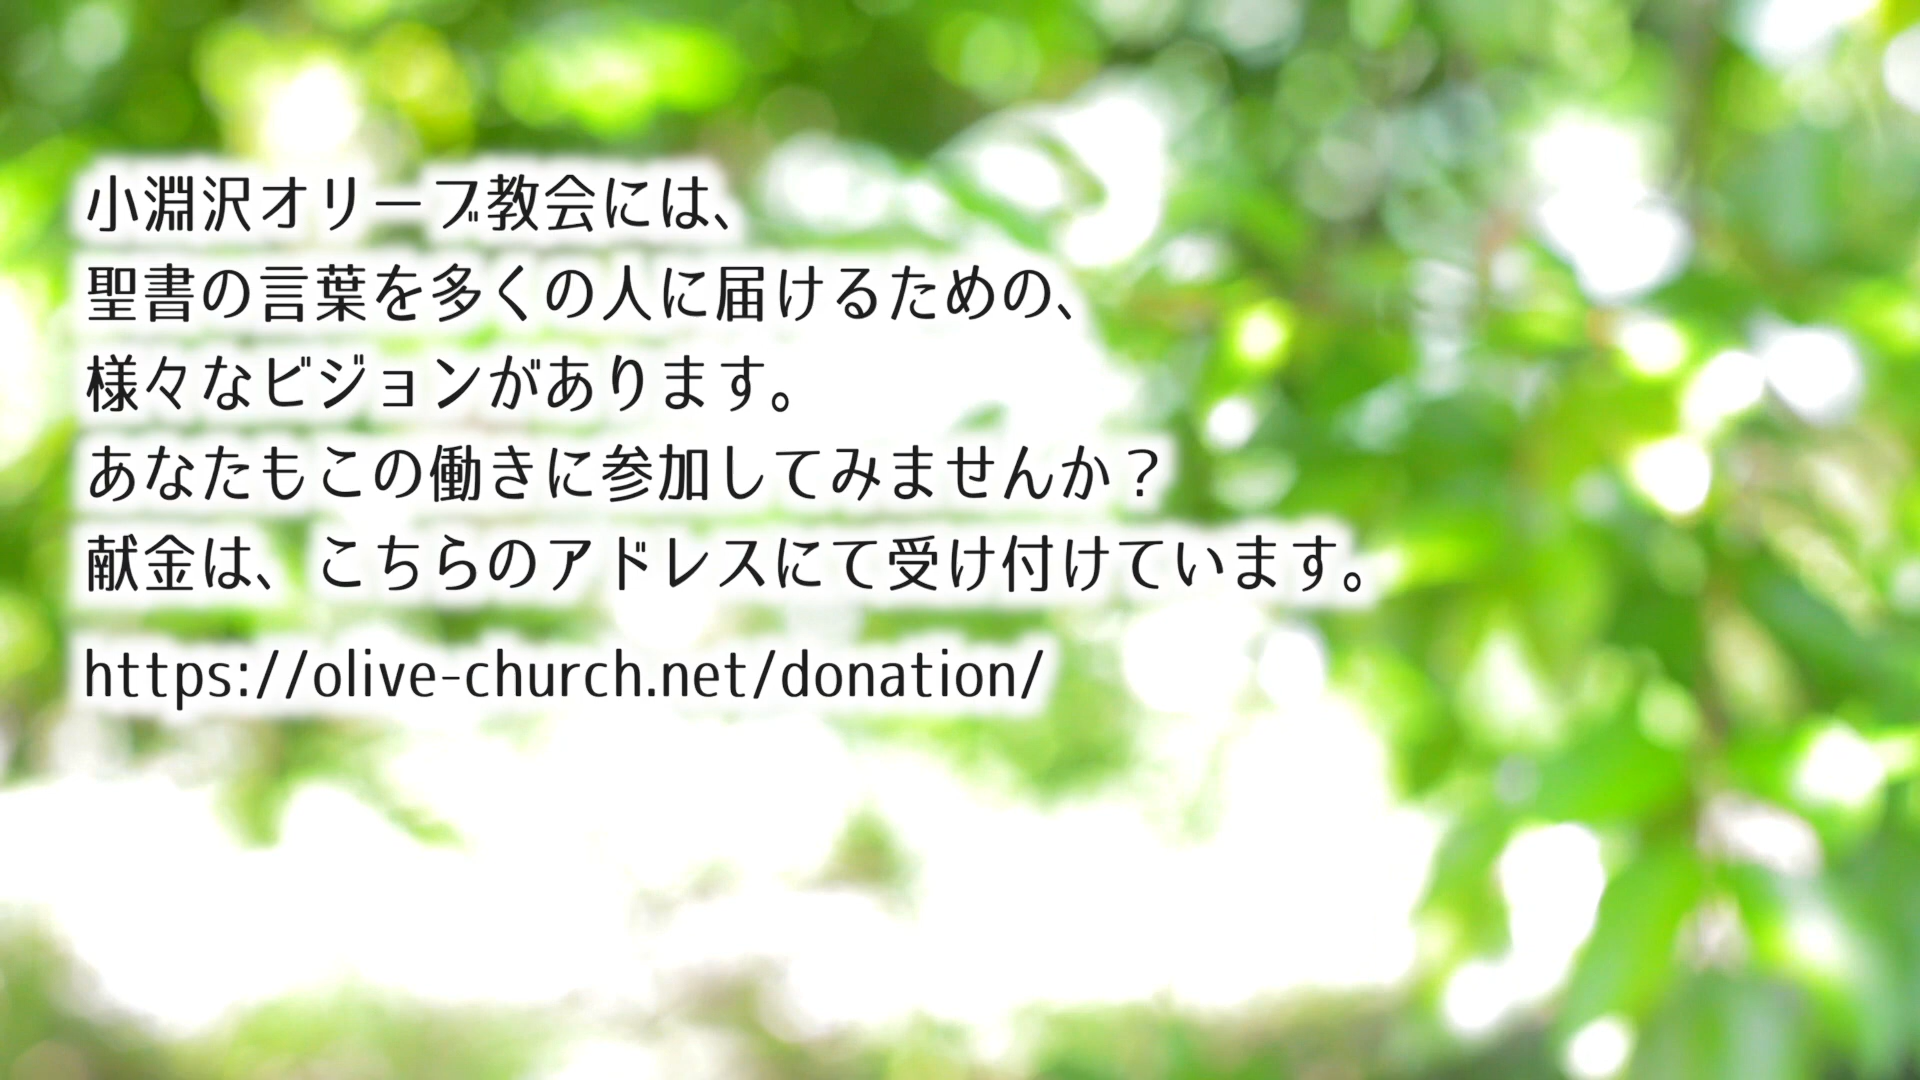 小淵沢オリーブ教会には、
聖書の言葉を多くの人に届けるための、
様々なビジョンがあります。
あなたもこの働きに参加してみませんか？
献金は、こちらのアドレスにて受け付けています。
https://olive-church.net/donation/